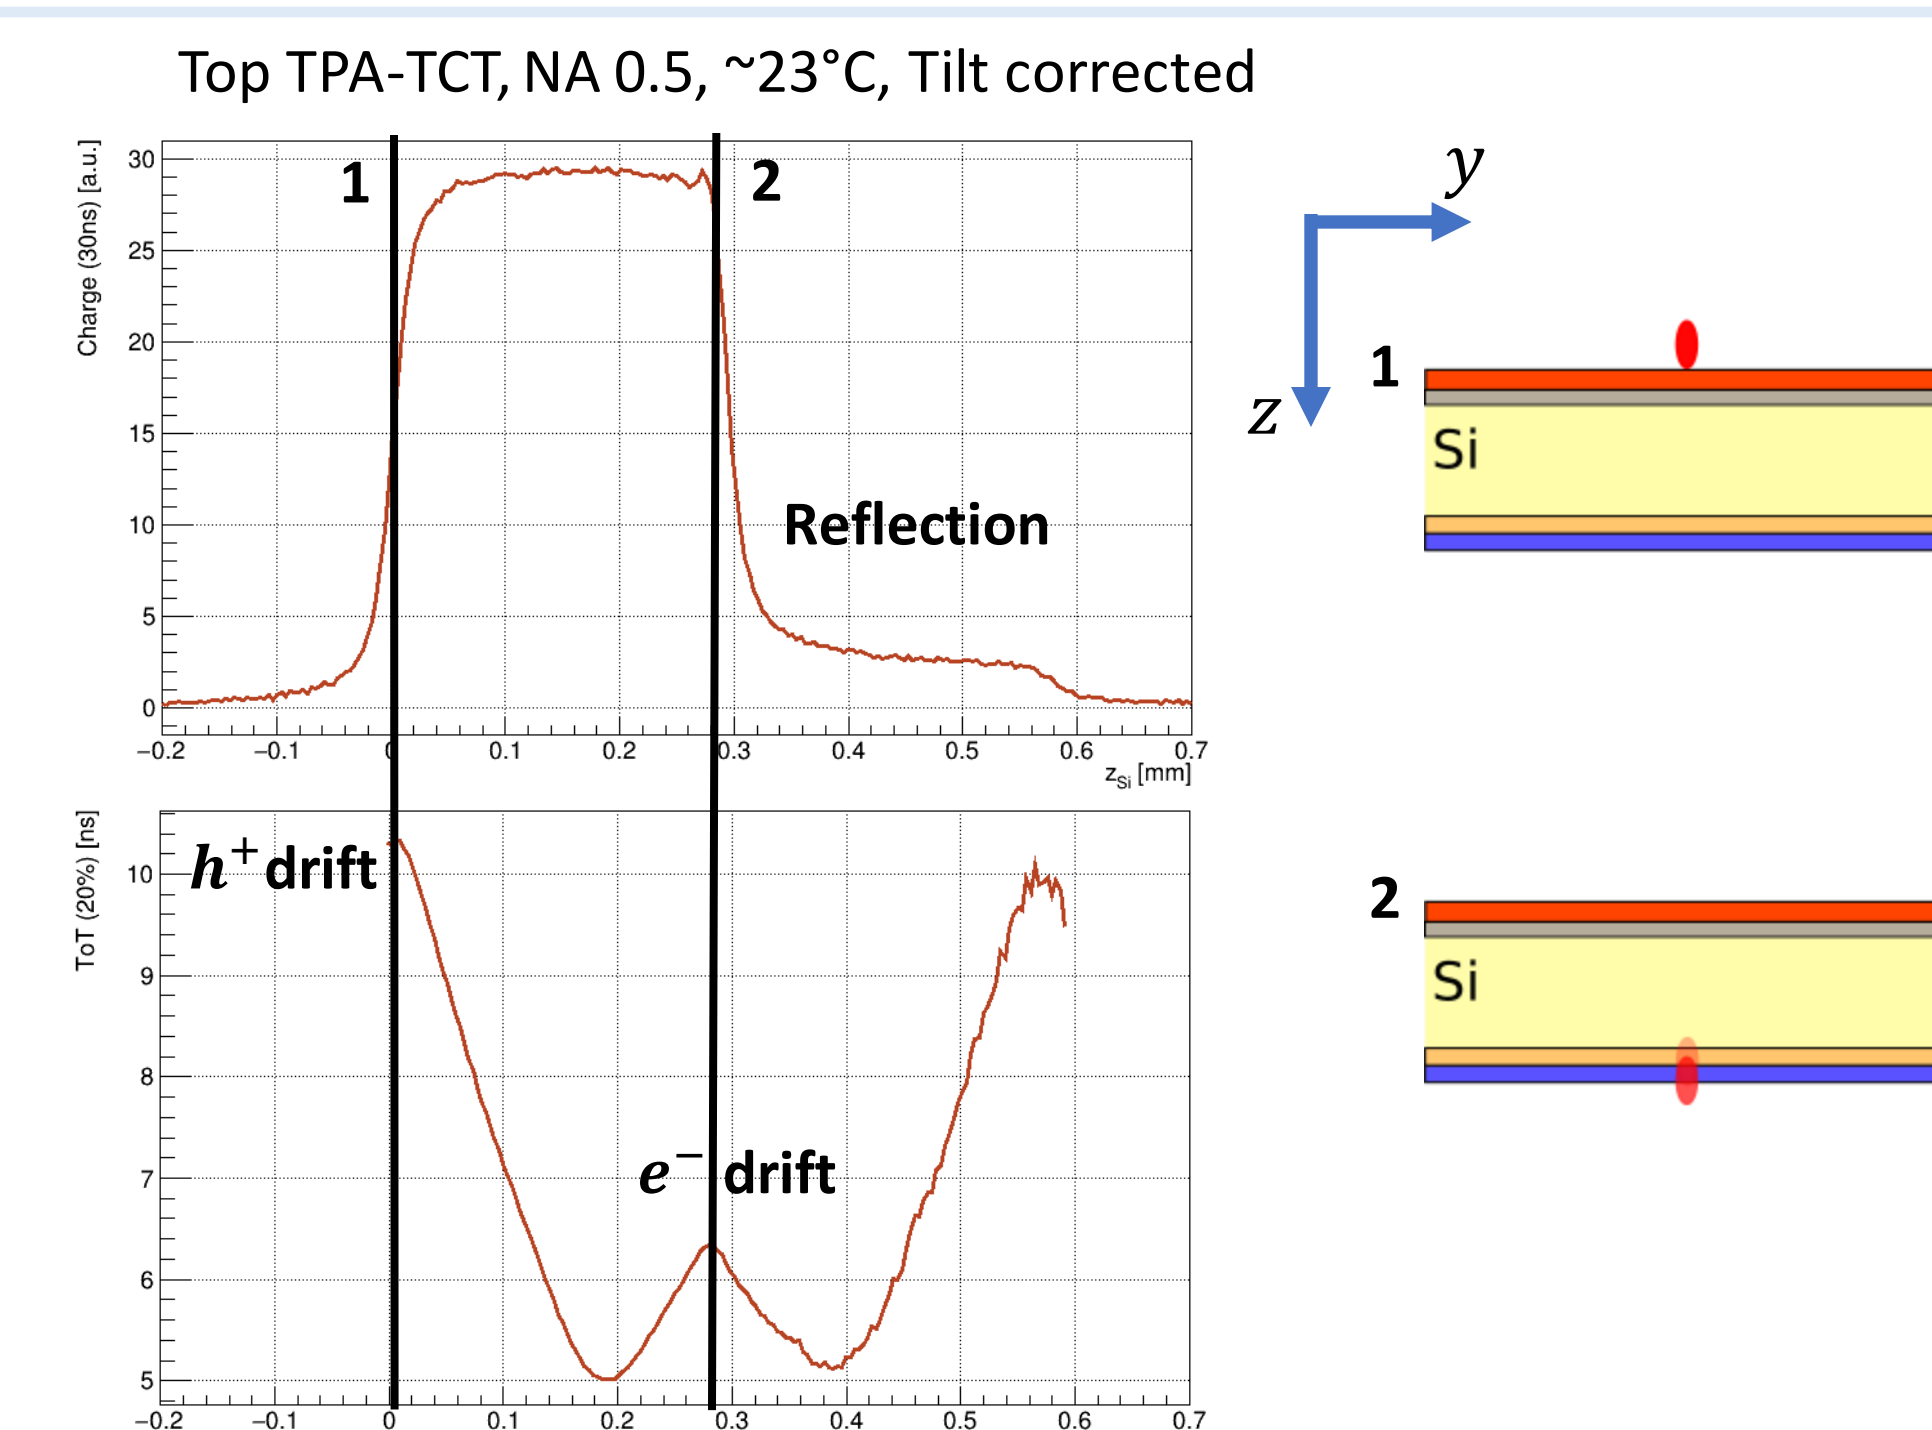 Top TPA-TCT, NA 0.5, ~23°C, Tilt corrected
Charge (30ns) [a.u.]
30
25
20
15
10
5
0
1
2
Reflection
−0.2 −0.1 0 0.1 0.2 0.3 0.4 0.5 0.6 0.7
z_Si [mm]
ToT (20%) [ns]
10
9
8
7
6
5
h⁺ drift
e⁻ drift
−0.2 −0.1 0 0.1 0.2 0.3 0.4 0.5 0.6 0.7
y
z
1
Si
2
Si